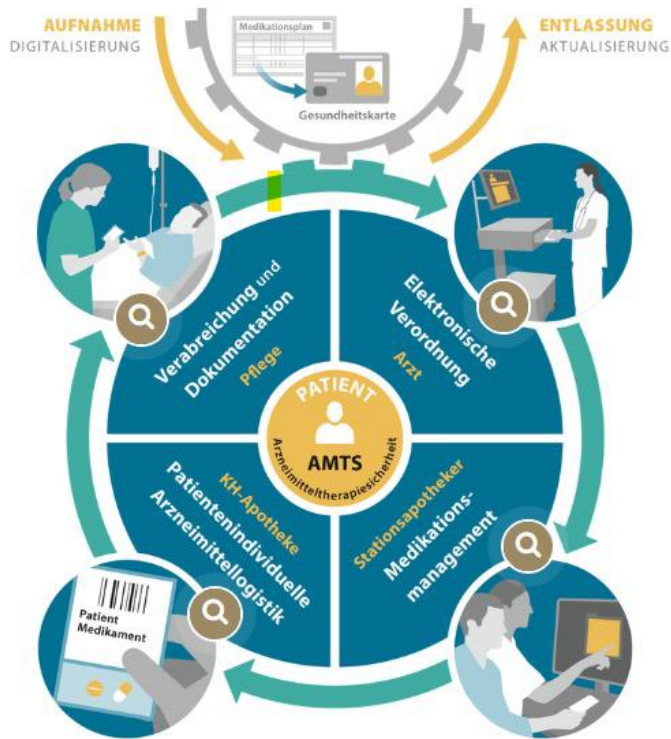 AUFNAHME
DIGITALISIERUNG
Medikationsplan
Gesundheitskarte
ENTLASSUNG
AKTUALISIERUNG
Verabreichung und
Dokumentation
Pflege
Elektronische
Verordnung
Arzt
PATIENT
AMTS
Arzneimitteltherapiesicherheit
KH-Apotheke
Patientenindividuelle
Arzneimittellogistik
Stationsapotheker
Medikations-
management
Patient
Medikament